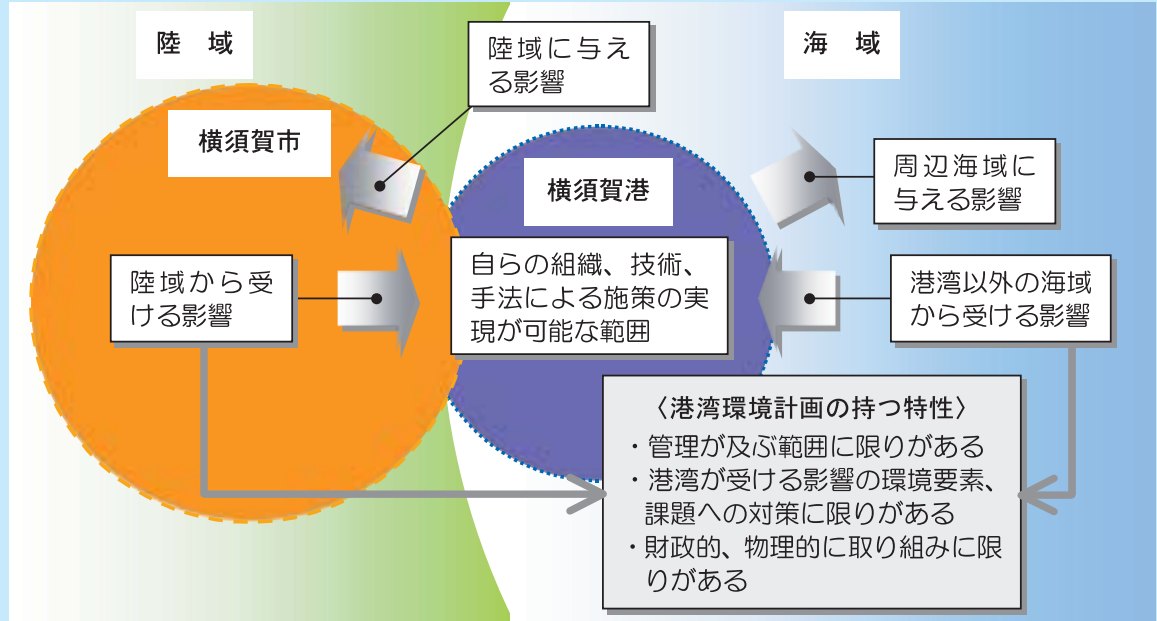 陸　域
陸域に与え
る影響
海　域
横須賀市
横須賀港
周辺海域に
与える影響
陸域から受
ける影響
自らの組織、技術、
手法による施策の実
現が可能な範囲
港湾以外の海域
から受ける影響
〈港湾環境計画の持つ特性〉
・管理が及ぶ範囲に限りがある
・港湾が受ける影響の環境要素、
課題への対策に限りがある
・財政的、物理的に取り組みに限
りがある